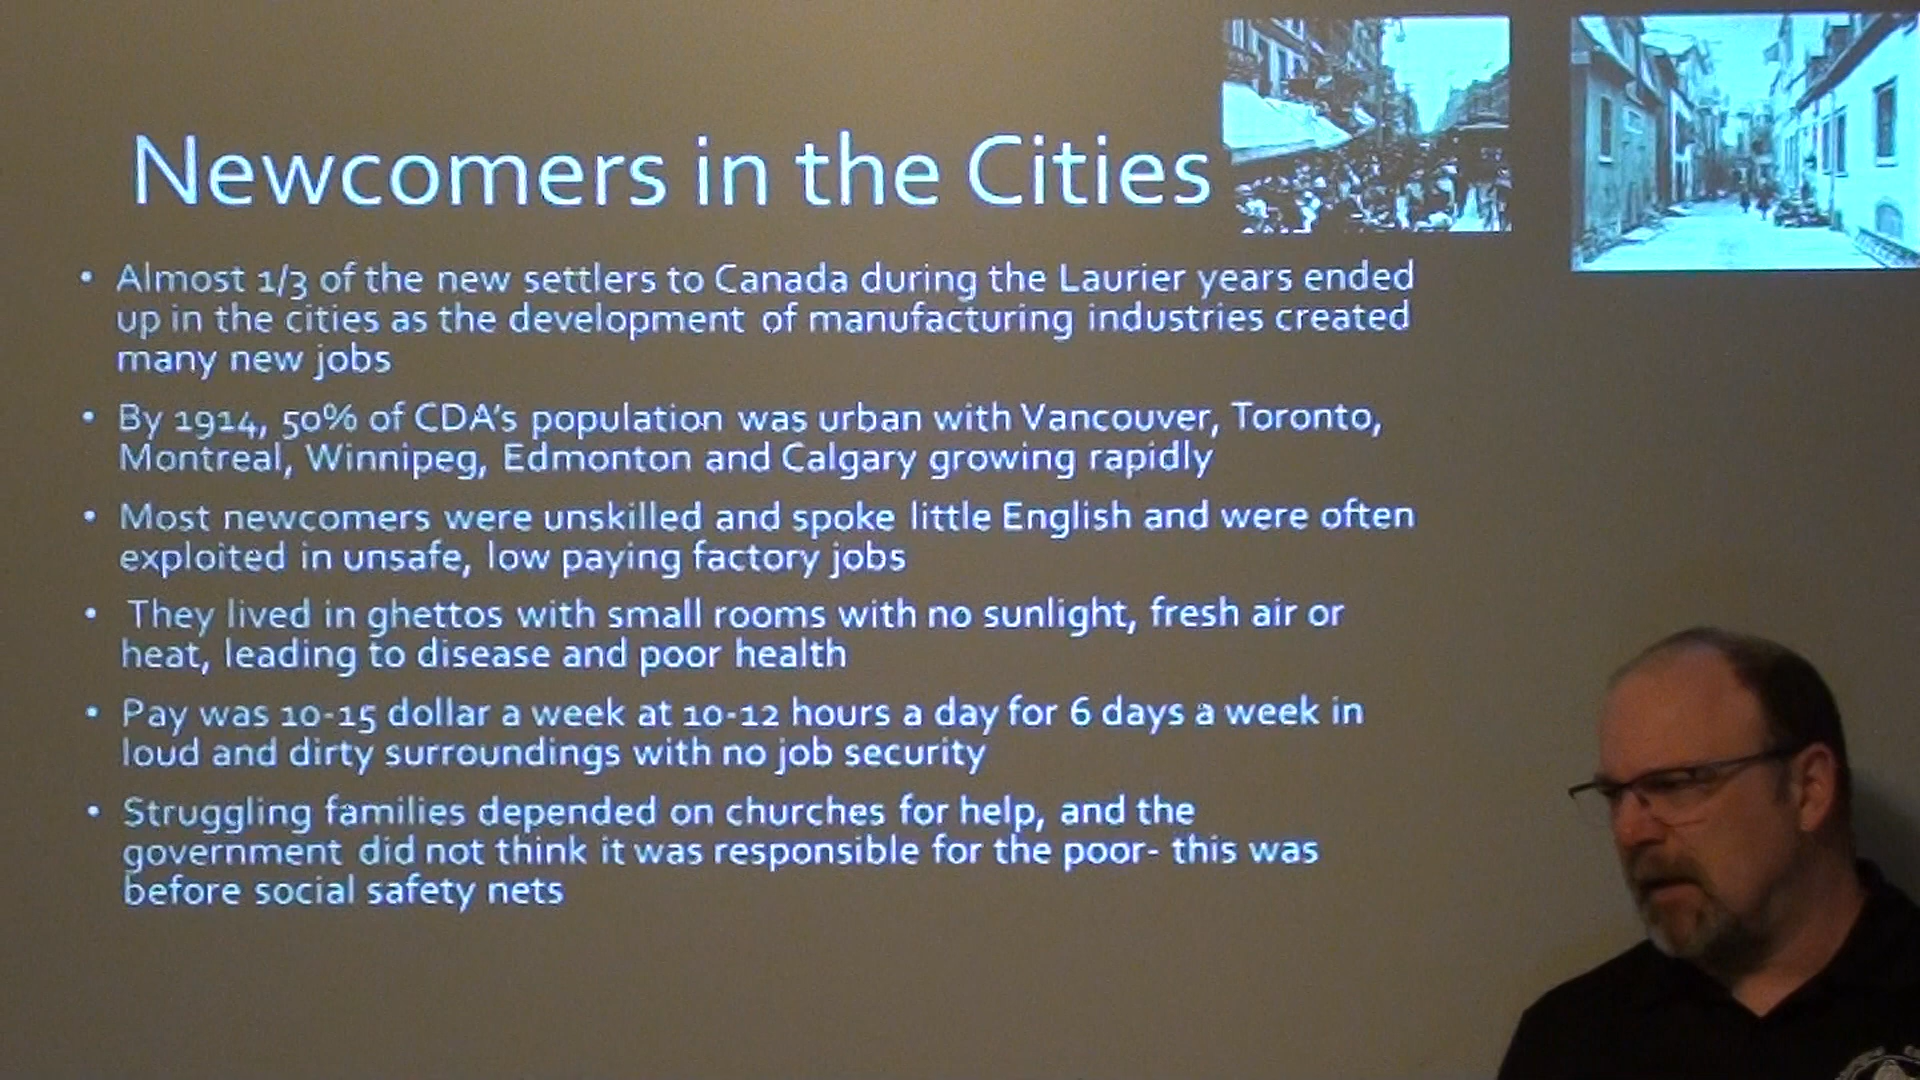 Newcomers in the Cities
• Almost 1/3 of the new settlers to Canada during the Laurier years ended
up in the cities as the development of manufacturing industries created
many new jobs
• By 1914, 50% of CDA's population was urban with Vancouver, Toronto,
Montreal, Winnipeg, Edmonton and Calgary growing rapidly
• Most newcomers were unskilled and spoke little English and were often
exploited in unsafe, low paying factory jobs
• They lived in ghettos with small rooms with no sunlight, fresh air or
heat, leading to disease and poor health
• Pay was 10-15 dollar a week at 10-12 hours a day for 6 days a week in
loud and dirty surroundings with no job security
• Struggling families depended on churches for help, and the
government did not think it was responsible for the poor- this was
before social safety nets